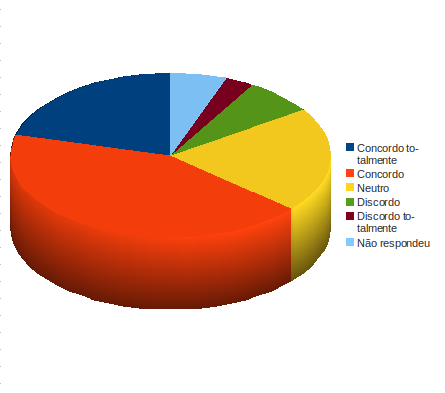 Concordo to-
talmente
Concordo
Neutro
Discordo
Discordo to-
talmente
Não respondeu